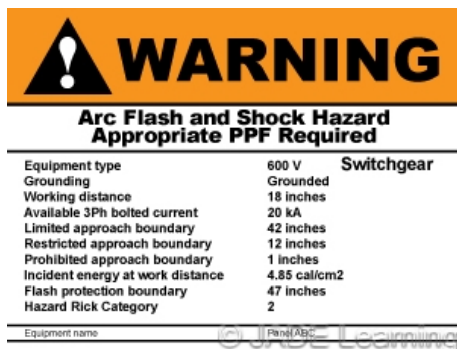 WARNING
Arc Flash and Shock Hazard
Appropriate PPF Required
Equipment type 600 V Switchgear
Grounding Grounded
Working distance 18 inches
Available 3Ph bolted current 20 kA
Limited approach boundary 42 inches
Restricted approach boundary 12 inches
Prohibited approach boundary 1 inches
Incident energy at work distance 4.85 cal/cm2
Flash protection boundary 47 inches
Hazard Rick Category 2
Equipment name Panel ABC
© JADE Learning